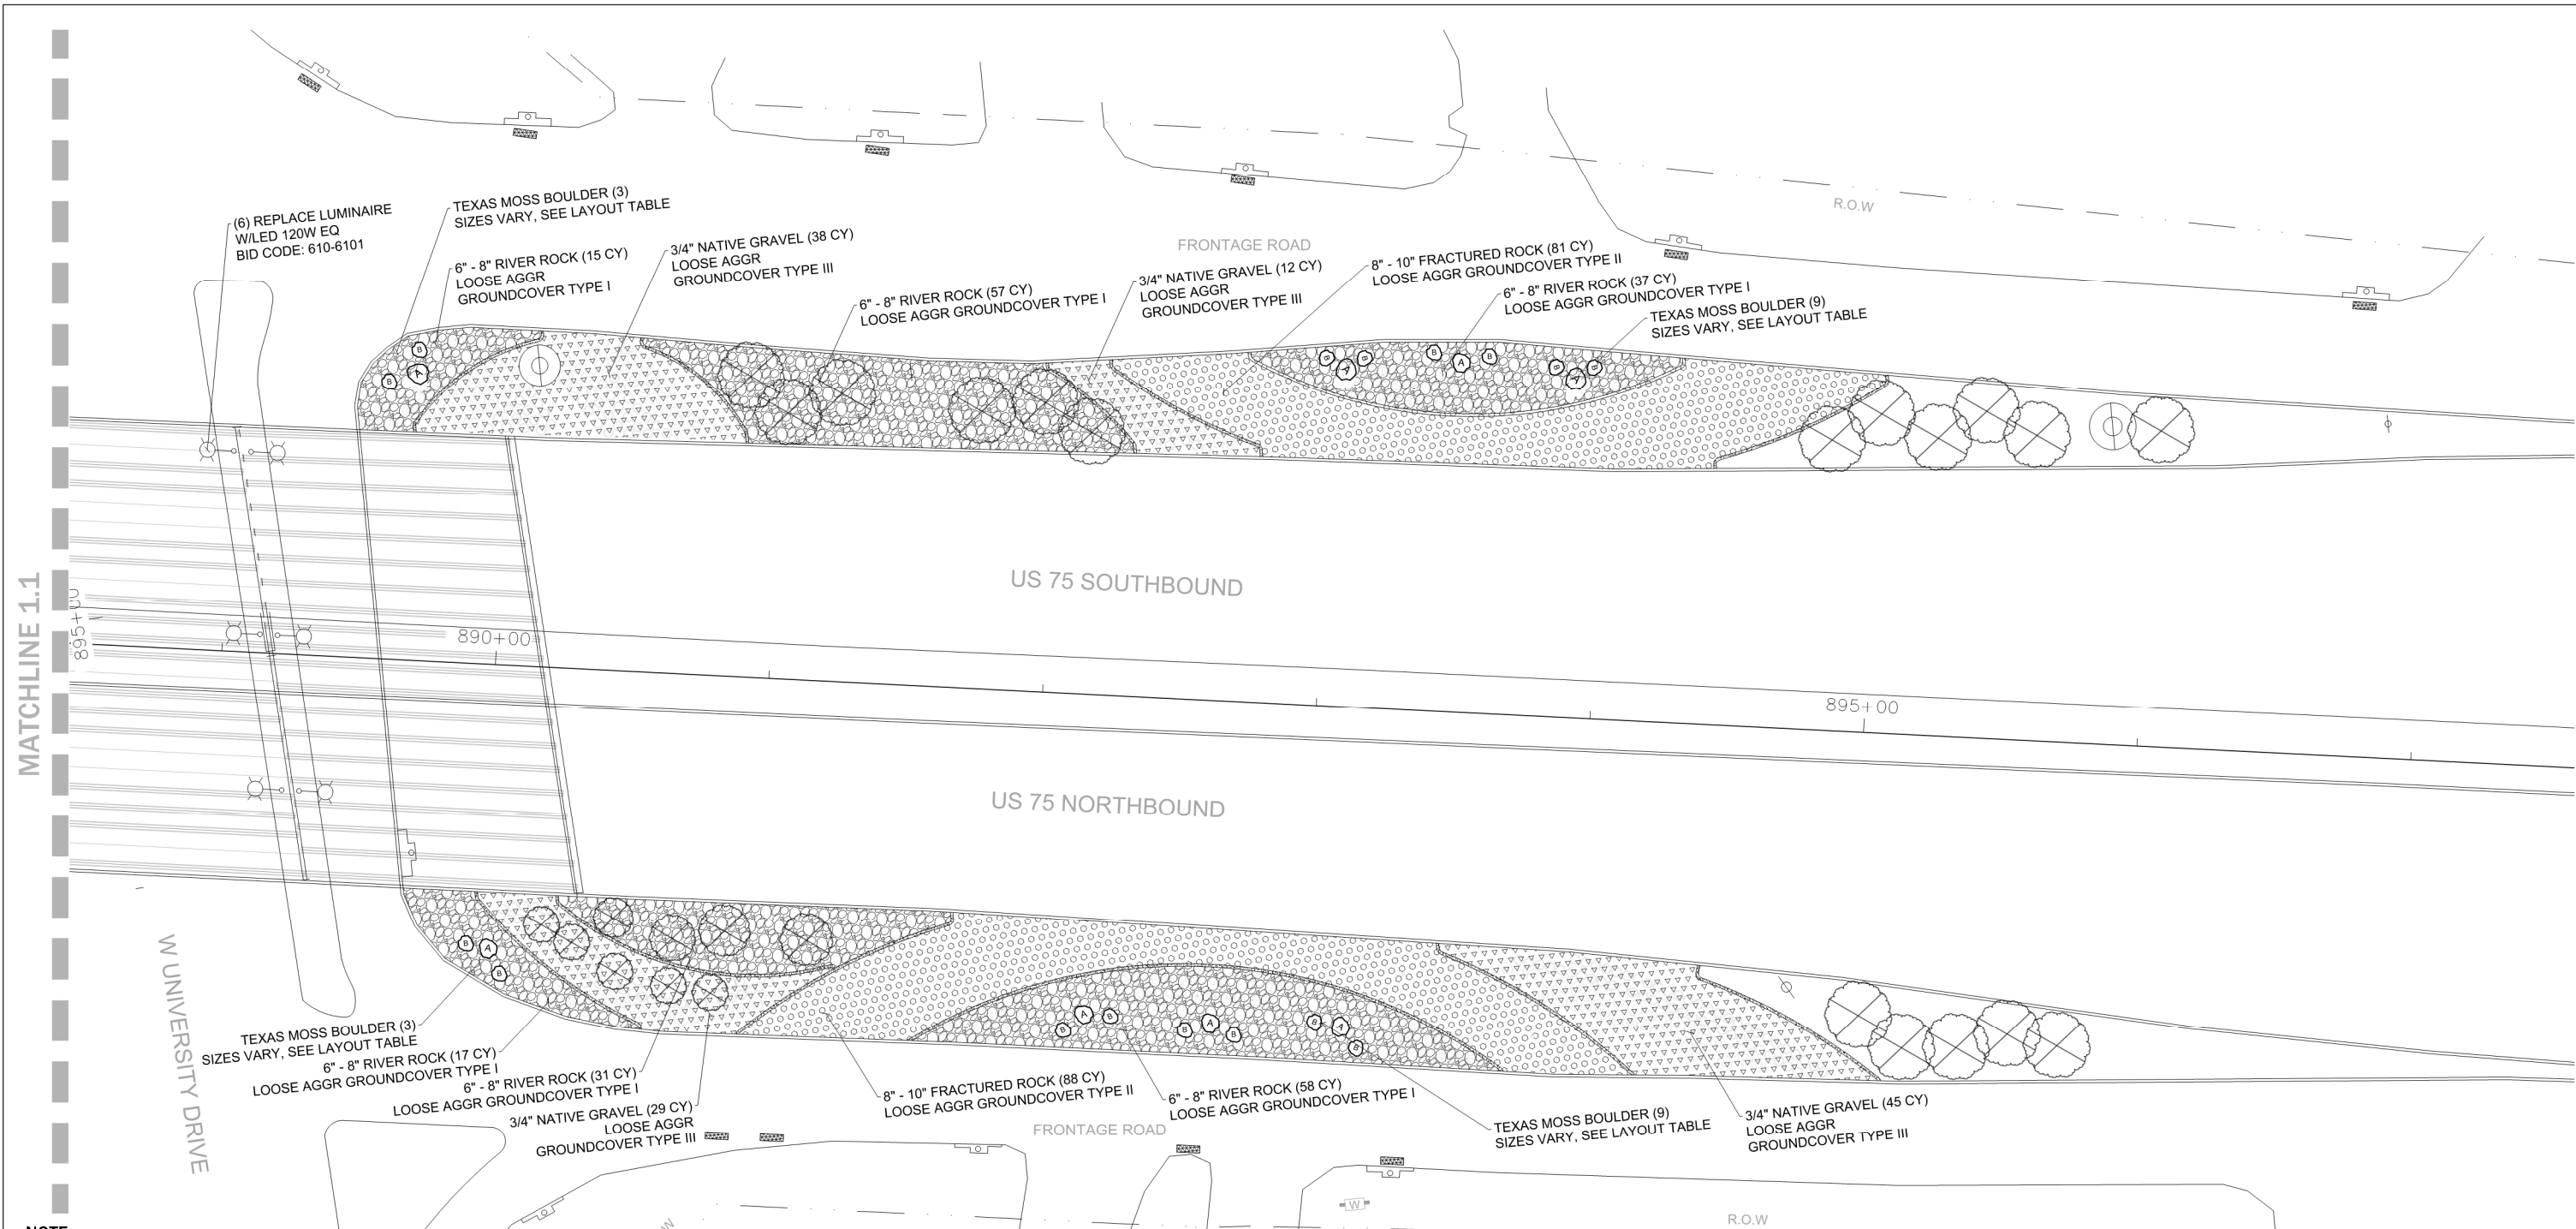 R.O.W
(6) REPLACE LUMINAIRE
W/LED 120W EQ
BID CODE: 610-6101
TEXAS MOSS BOULDER (3)
SIZES VARY, SEE LAYOUT TABLE
6" - 8" RIVER ROCK (15 CY)
LOOSE AGGR
GROUNDCOVER TYPE I
3/4" NATIVE GRAVEL (38 CY)
LOOSE AGGR
GROUNDCOVER TYPE III
6" - 8" RIVER ROCK (57 CY)
LOOSE AGGR GROUNDCOVER TYPE I
FRONTAGE ROAD
3/4" NATIVE GRAVEL (12 CY)
LOOSE AGGR
GROUNDCOVER TYPE III
8" - 10" FRACTURED ROCK (81 CY)
LOOSE AGGR GROUNDCOVER TYPE II
6" - 8" RIVER ROCK (37 CY)
LOOSE AGGR GROUNDCOVER TYPE I
TEXAS MOSS BOULDER (9)
SIZES VARY, SEE LAYOUT TABLE
B
B
A
B
A
B
B
A
B
B
A
B
MATCHLINE 1.1
895+00
890+00
US 75 SOUTHBOUND
895+00
US 75 NORTHBOUND
W UNIVERSITY DRIVE
B
A
B
B
A
B
B
A
B
B
A
B
TEXAS MOSS BOULDER (3)
SIZES VARY, SEE LAYOUT TABLE
6" - 8" RIVER ROCK (17 CY)
LOOSE AGGR GROUNDCOVER TYPE I
6" - 8" RIVER ROCK (31 CY)
LOOSE AGGR GROUNDCOVER TYPE I
3/4" NATIVE GRAVEL (29 CY)
LOOSE AGGR
GROUNDCOVER TYPE III
8" - 10" FRACTURED ROCK (88 CY)
LOOSE AGGR GROUNDCOVER TYPE II
6" - 8" RIVER ROCK (58 CY)
LOOSE AGGR GROUNDCOVER TYPE I
FRONTAGE ROAD
TEXAS MOSS BOULDER (9)
SIZES VARY, SEE LAYOUT TABLE
3/4" NATIVE GRAVEL (45 CY)
LOOSE AGGR
GROUNDCOVER TYPE III
W
W
R.O.W